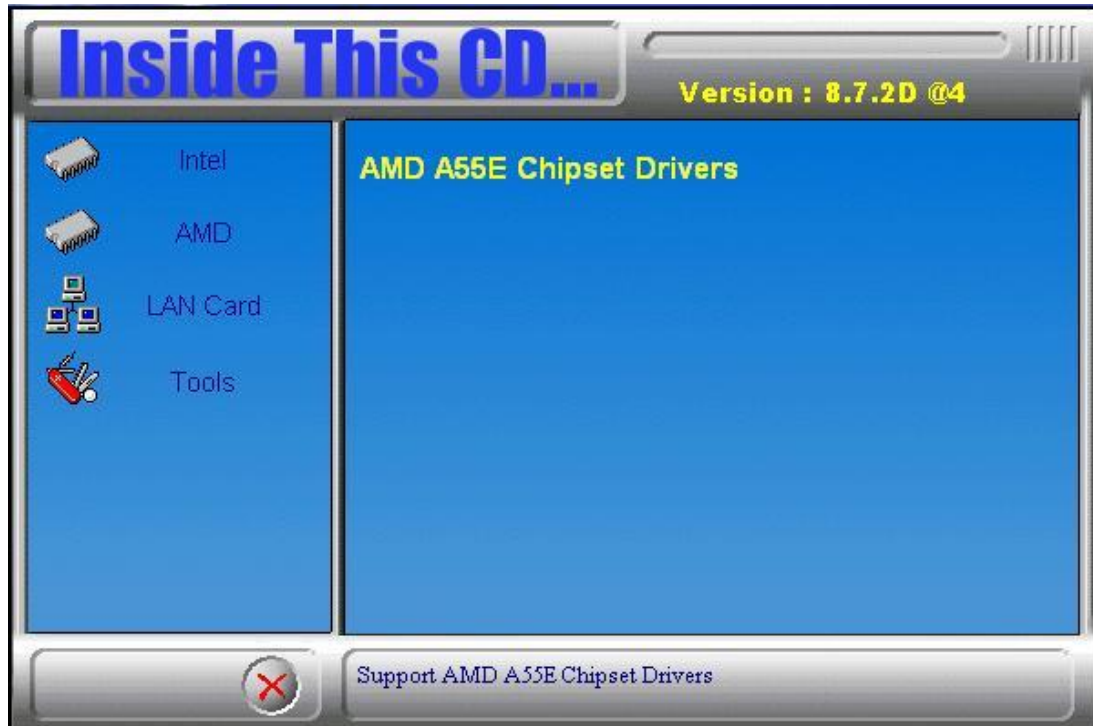 Inside This CD...
Version : 8.7.2D @4
Intel
AMD
LAN Card
Tools
AMD A55E Chipset Drivers
Support AMD A55E Chipset Drivers